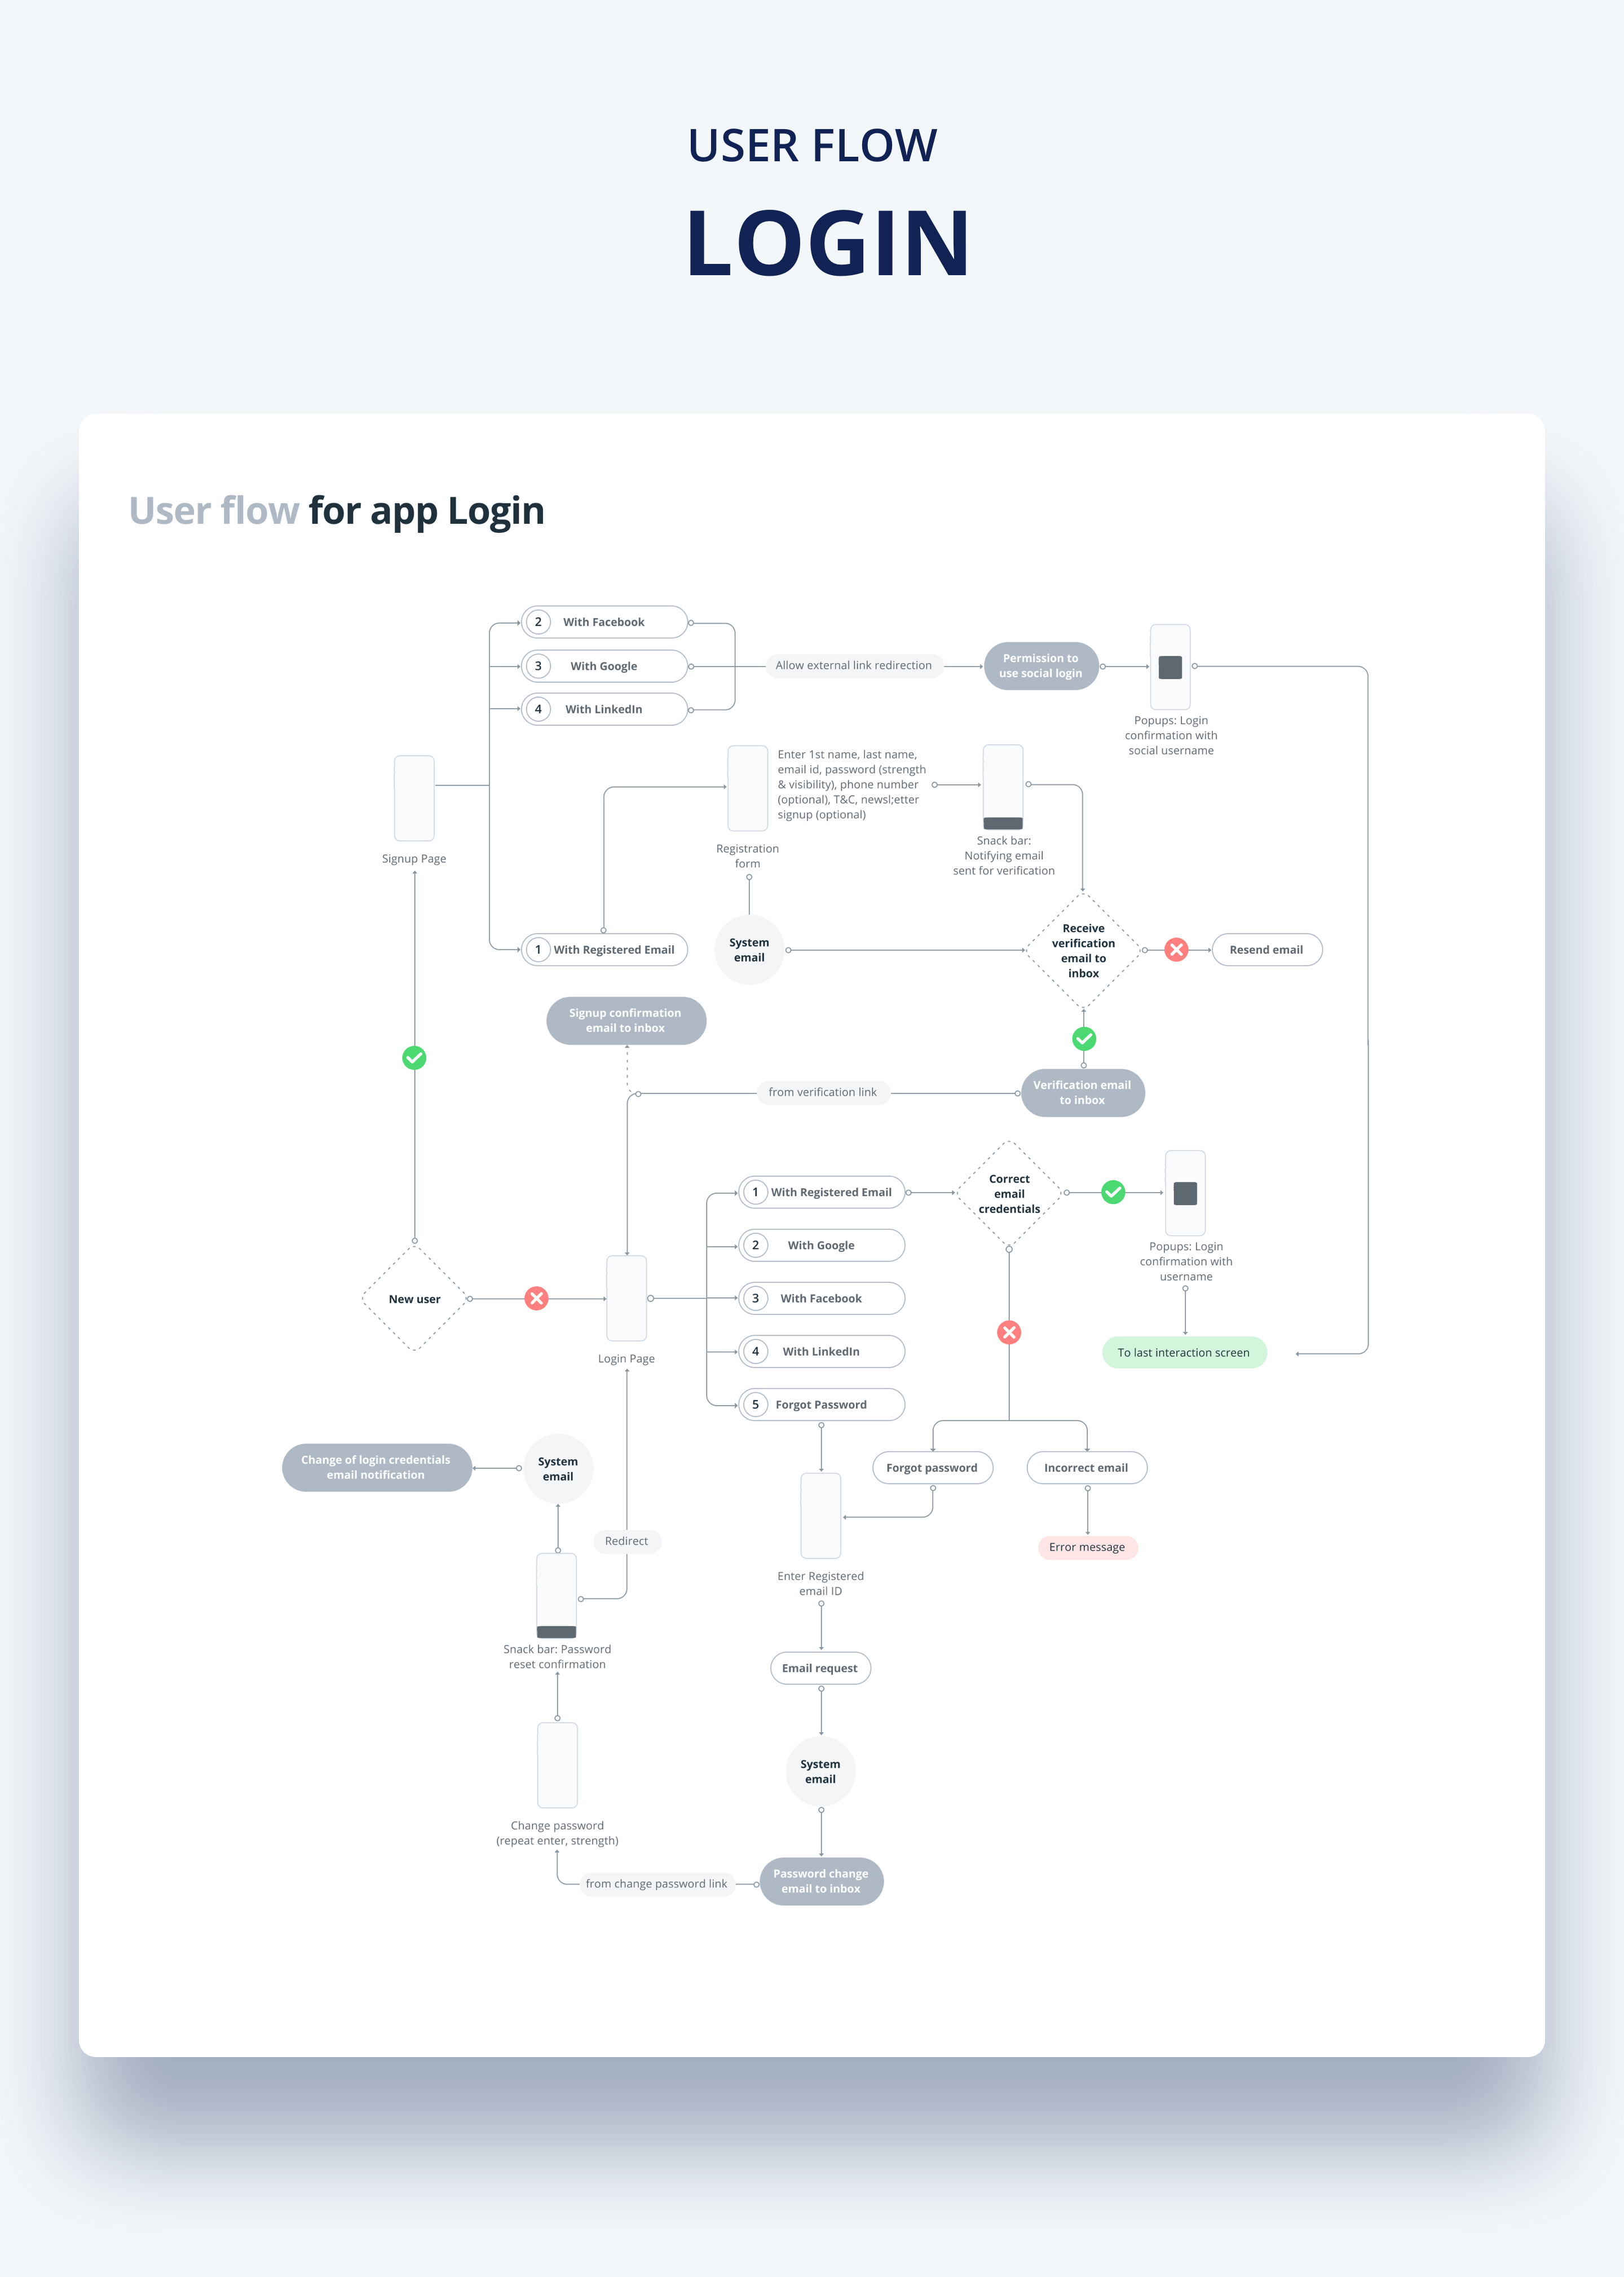 USER FLOW
LOGIN
User flow for app Login
2 With Facebook
3 With Google
4 With LinkedIn
Allow external link redirection
Permission to
use social login
Popups: Login
confirmation with
social username
Signup Page
Enter 1st name, last name,
email id, password (strength
& visibility), phone number
(optional), T&C, newsl;etter
signup (optional)
Registration
form
Snack bar:
Notifying email
sent for verification
1 With Registered Email
System
email
Receive
verification
email to
inbox
Resend email
Signup confirmation
email to inbox
from verification link
Verification email
to inbox
New user
Login Page
1 With Registered Email
2 With Google
3 With Facebook
4 With LinkedIn
5 Forgot Password
Correct
email
credentials
Popups: Login
confirmation with
username
To last interaction screen
Forgot password
Incorrect email
Error message
Change of login credentials
email notification
System
email
Redirect
Snack bar: Password
reset confirmation
Enter Registered
email ID
Email request
System
email
Change password
(repeat enter, strength)
from change password link
Password change
email to inbox